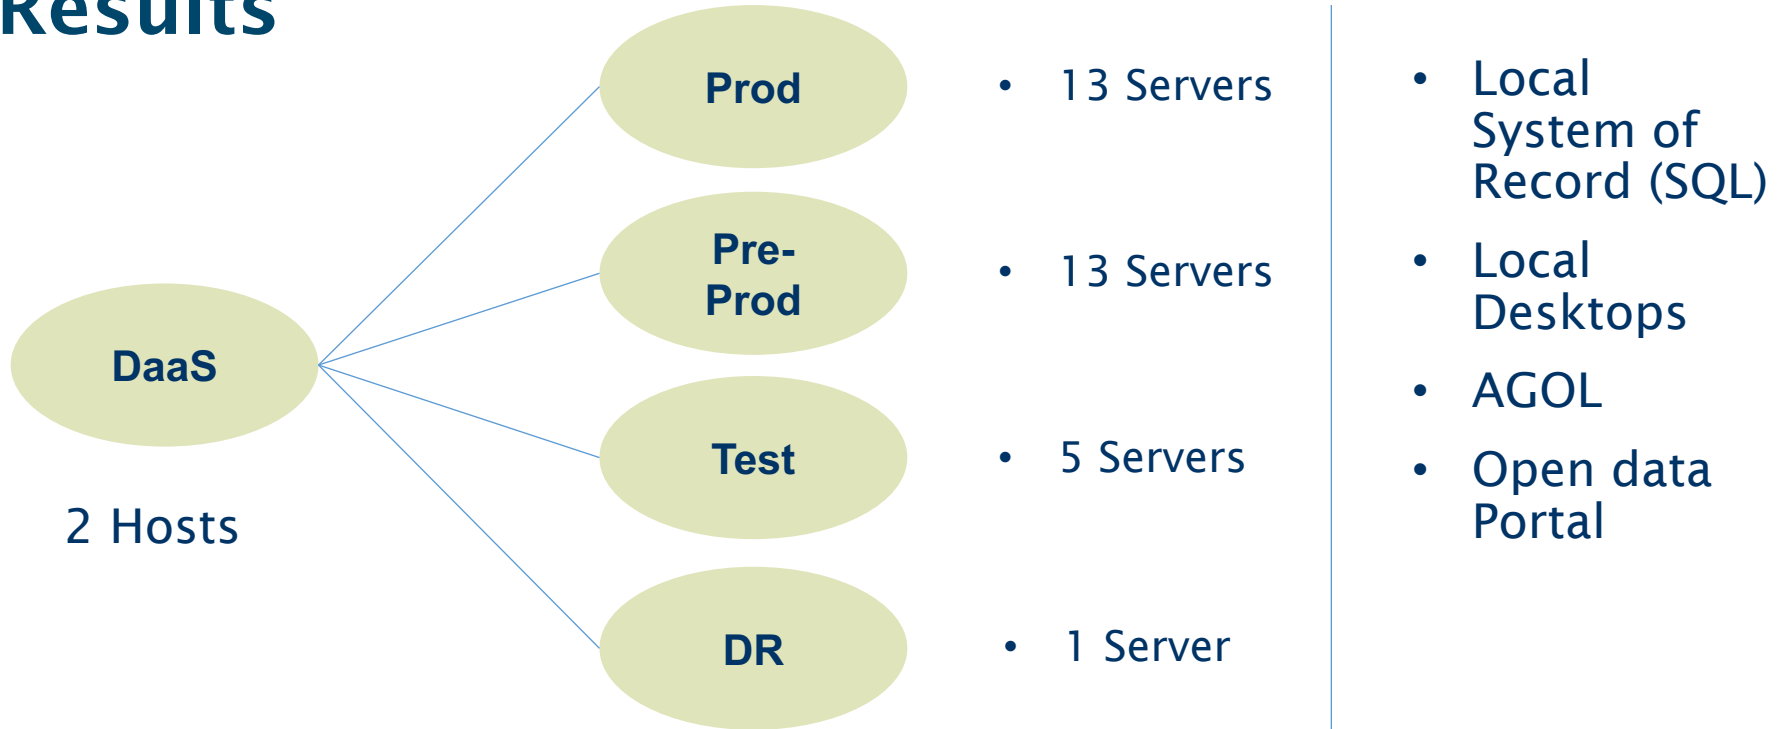 Results
DaaS
2 Hosts
Prod
• 13 Servers
Pre-
Prod
• 13 Servers
Test
• 5 Servers
DR
• 1 Server
• Local
System of
Record (SQL)
• Local
Desktops
• AGOL
• Open data
Portal